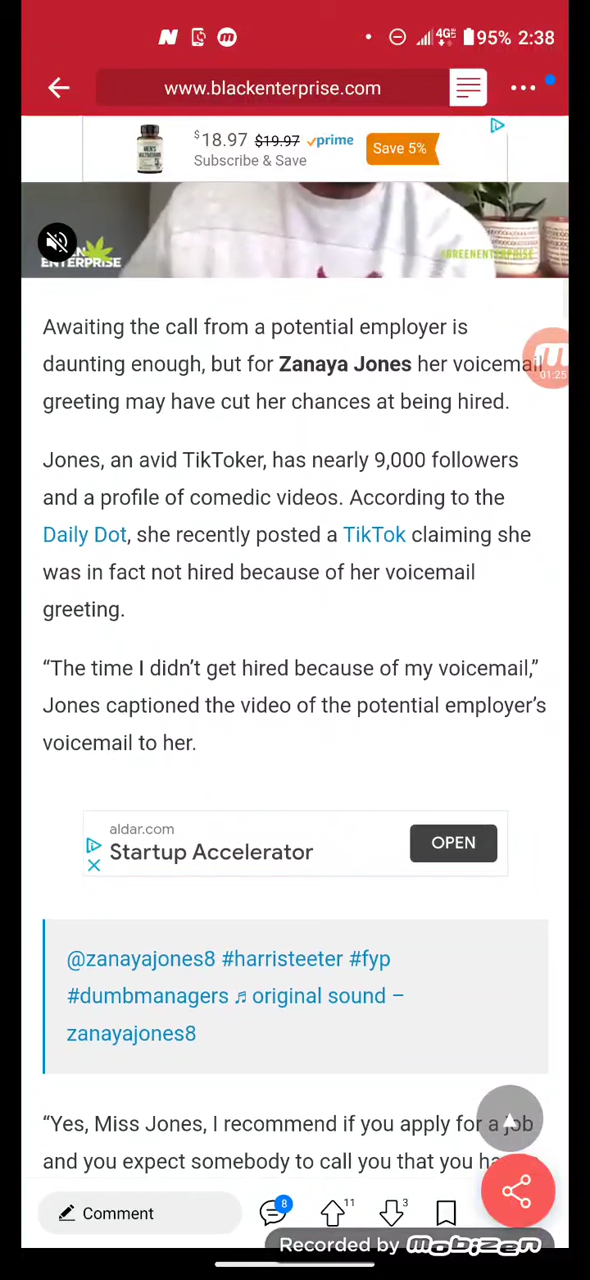 4GE 95% 2:38
www.blackenterprise.com
$18.97 $19.97 prime
Subscribe & Save
Save 5%
ENTERPRISE
Awaiting the call from a potential employer is
daunting enough, but for Zanaya Jones her voicemail
01:25
greeting may have cut her chances at being hired.
Jones, an avid TikToker, has nearly 9,000 followers
and a profile of comedic videos. According to the
Daily Dot, she recently posted a TikTok claiming she
was in fact not hired because of her voicemail
greeting.
“The time I didn’t get hired because of my voicemail,”
Jones captioned the video of the potential employer’s
voicemail to her.
aldar.com
Startup Accelerator
OPEN
@zanayajones8 #harristeeter #fyp
#dumbmanagers ♬ original sound –
zanayajones8
“Yes, Miss Jones, I recommend if you apply for a job
and you expect somebody to call you that you
Comment
8
11
3
Recorded by mobizen